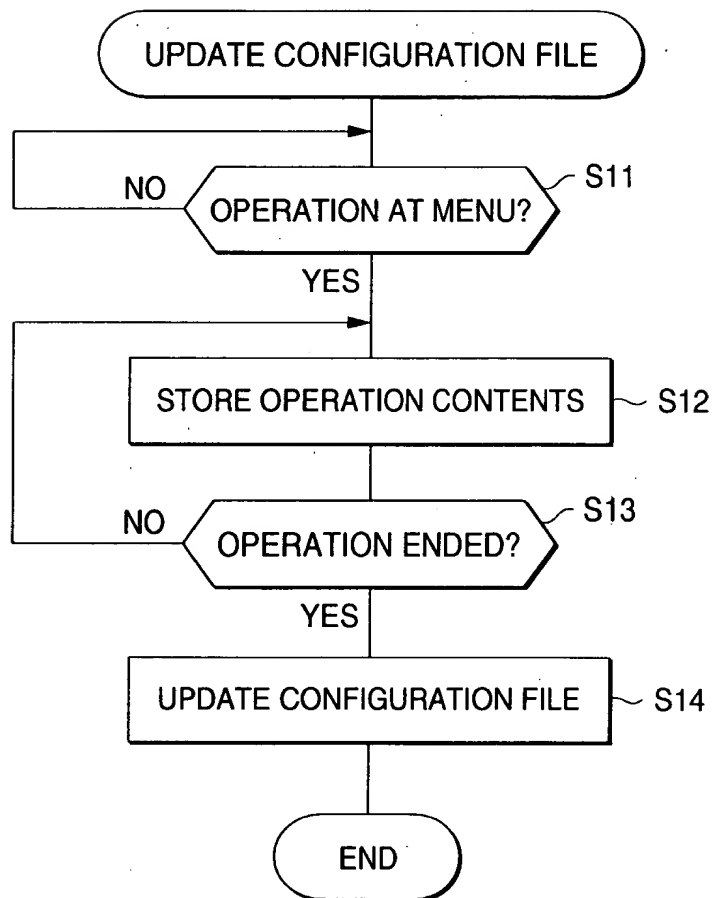 UPDATE CONFIGURATION FILE
S11
NO
OPERATION AT MENU?
YES
STORE OPERATION CONTENTS
S12
S13
NO
OPERATION ENDED?
YES
UPDATE CONFIGURATION FILE
S14
END